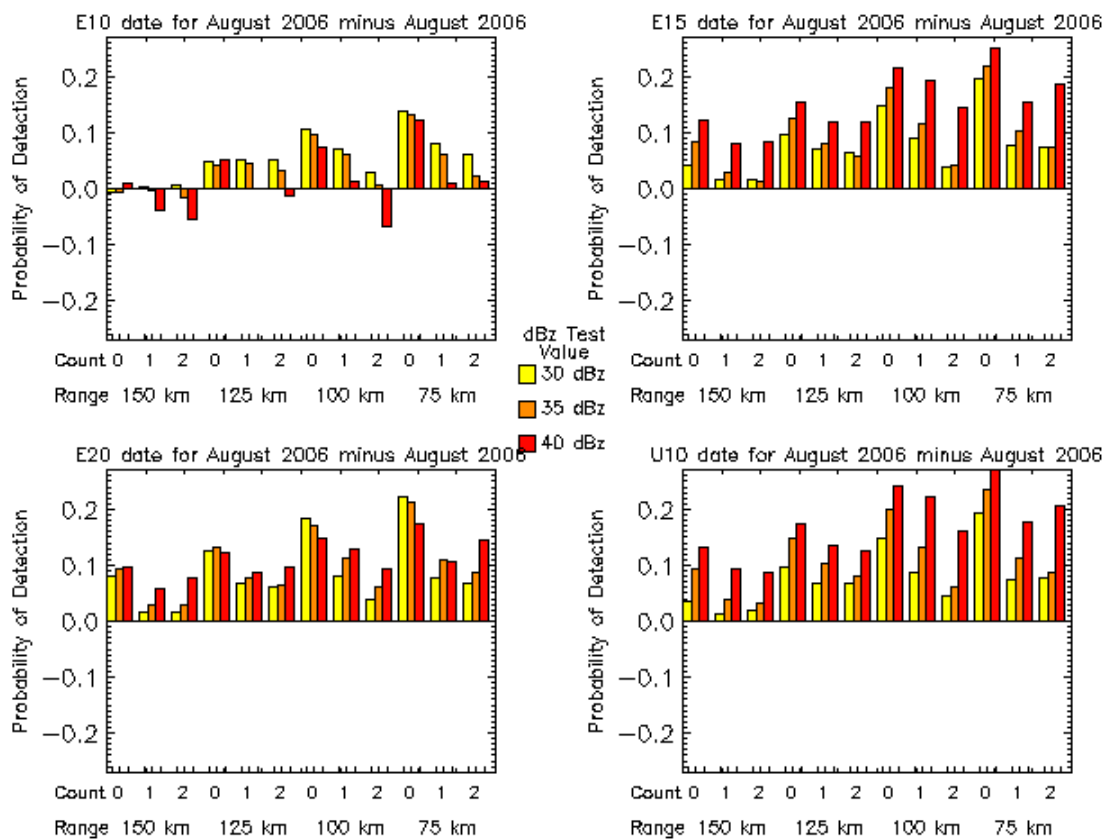 E10 date for August 2006 minus August 2006
Probability of Detection
0.2
0.1
0.0
−0.1
−0.2
Count 0 1 2 0 1 2 0 1 2 0 1 2
Range 150 km 125 km 100 km 75 km
E15 date for August 2006 minus August 2006
Probability of Detection
0.2
0.1
0.0
−0.1
−0.2
Count 0 1 2 0 1 2 0 1 2 0 1 2
Range 150 km 125 km 100 km 75 km
dBz Test
Value
30 dBz
35 dBz
40 dBz
E20 date for August 2006 minus August 2006
Probability of Detection
0.2
0.1
0.0
−0.1
−0.2
Count 0 1 2 0 1 2 0 1 2 0 1 2
Range 150 km 125 km 100 km 75 km
U10 date for August 2006 minus August 2006
Probability of Detection
0.2
0.1
0.0
−0.1
−0.2
Count 0 1 2 0 1 2 0 1 2 0 1 2
Range 150 km 125 km 100 km 75 km